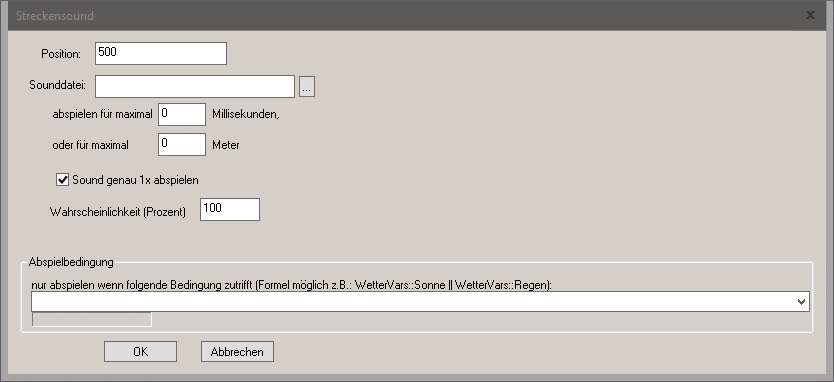 Streckensound
Position: 500
Sounddatei: ...
abspielen für maximal 0 Millisekunden,
oder für maximal 0 Meter
Sound genau 1x abspielen
Wahrscheinlichkeit (Prozent) 100
Abspielbedingung
nur abspielen wenn folgende Bedingung zutrifft (Formel möglich z.B.: WetterVars::Sonne || WetterVars::Regen):
OK Abbrechen